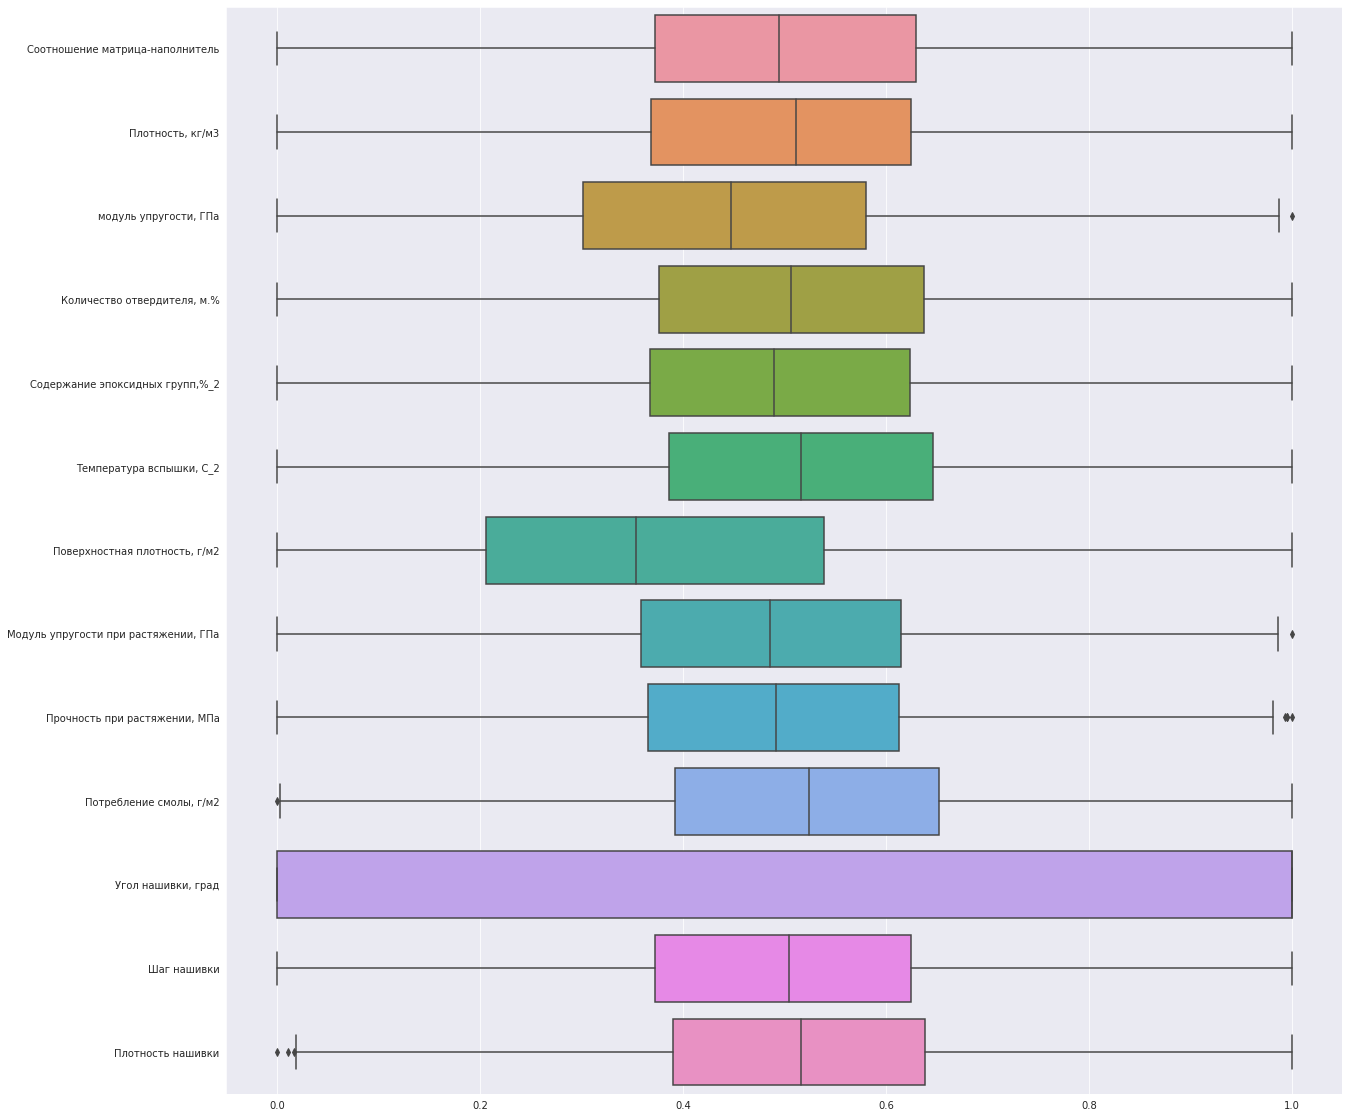 Соотношение матрица-наполнитель
Плотность, кг/м3
модуль упругости, ГПа
Количество отвердителя, м.%
Содержание эпоксидных групп,%_2
Температура вспышки, С_2
Поверхностная плотность, г/м2
Модуль упругости при растяжении, ГПа
Прочность при растяжении, МПа
Потребление смолы, г/м2
Угол нашивки, град
Шаг нашивки
Плотность нашивки
0.0 0.2 0.4 0.6 0.8 1.0